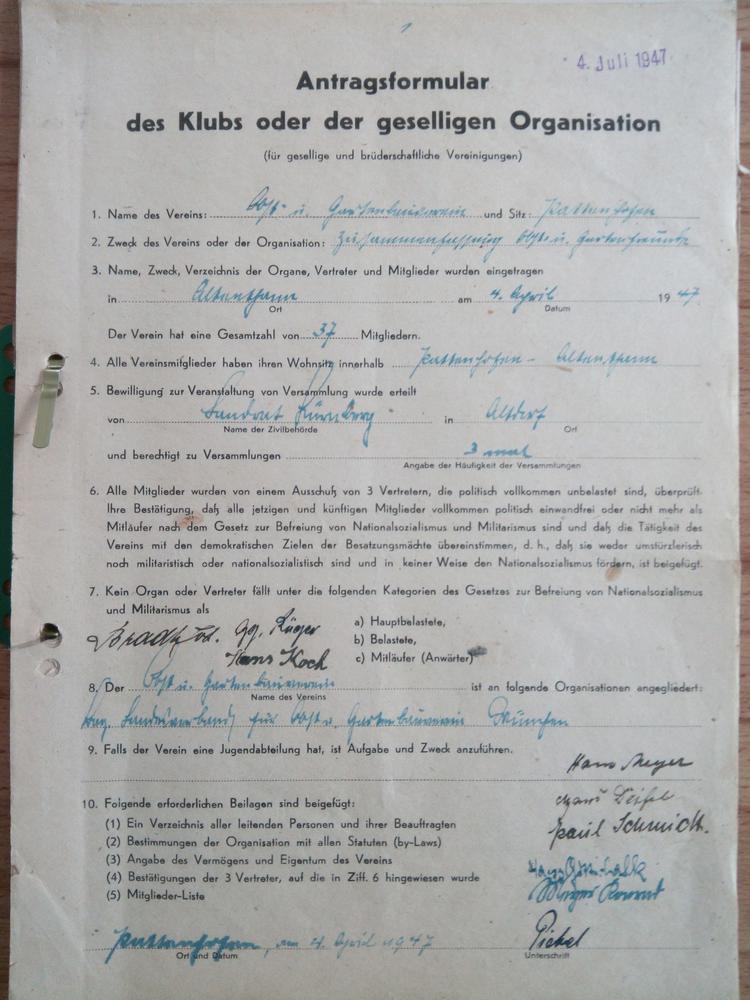 1
4. Juli 1947
Antragsformular
des Klubs oder der geselligen Organisation
(für gesellige und brüderschaftliche Vereinigungen)
1. Name des Vereins: Obst- u. Gartenbauverein und Sitz: Pattenhofen
2. Zweck des Vereins oder der Organisation: Zusammenfassung Obst- u. Gartenfreunde
3. Name, Zweck, Verzeichnis der Organe, Vertreter und Mitglieder wurden eingetragen
in Altenthann am 4. April 1947
Ort Datum
Der Verein hat eine Gesamtzahl von 37 Mitgliedern.
4. Alle Vereinsmitglieder haben ihren Wohnsitz innerhalb Pattenhofen - Altenthann
5. Bewilligung zur Veranstaltung von Versammlung wurde erteilt
von Landrat Nürnberg in Altdorf
Name der Zivilbehörde Ort
und berechtigt zu Versammlungen 3 mal
Angabe der Häufigkeit der Versammlungen
6. Alle Mitglieder wurden von einem Ausschuß von 3 Vertretern, die politisch vollkommen unbelastet sind, überprüft.
Ihre Bestätigung, daß alle jetzigen und künftigen Mitglieder vollkommen politisch einwandfrei oder nicht mehr als
Mitläufer nach dem Gesetz zur Befreiung von Nationalsozialismus und Militarismus sind und daß die Tätigkeit des
Vereins mit den demokratischen Zielen der Besatzungsmächte übereinstimmen, d. h., daß sie weder umstürzlerisch
noch militaristisch oder nationalsozialistisch sind und in keiner Weise den Nationalsozialismus fördern, ist beigefügt.
7. Kein Organ oder Vertreter fällt unter die folgenden Kategorien des Gesetzes zur Befreiung von Nationalsozialismus
und Militarismus als
a) Hauptbelastete,
Gg. Rüger
b) Belastete,
Hans Koch
c) Mitläufer (Anwärter)
8. Der Obst u. Gartenbauverein ist an folgende Organisationen angegliedert:
Name des Vereins
Bay. Landesverband für Obst u. Gartenbauverein München
9. Falls der Verein eine Jugendabteilung hat, ist Aufgabe und Zweck anzuführen.
Hans Meyer
10. Folgende erforderlichen Beilagen sind beigefügt:
Hans
(1) Ein Verzeichnis aller leitenden Personen und ihrer Beauftragten
Paul Schmidt.
(2) Bestimmungen der Organisation mit allen Statuten (by-Laws)
(3) Angabe des Vermögens und Eigentum des Vereins
(4) Bestätigungen der 3 Vertreter, auf die in Ziff. 6 hingewiesen wurde
Meyer Konrad
(5) Mitglieder-Liste
Pattenhofen, am 4. April 1947
Pickel
Ort und Datum Unterschrift